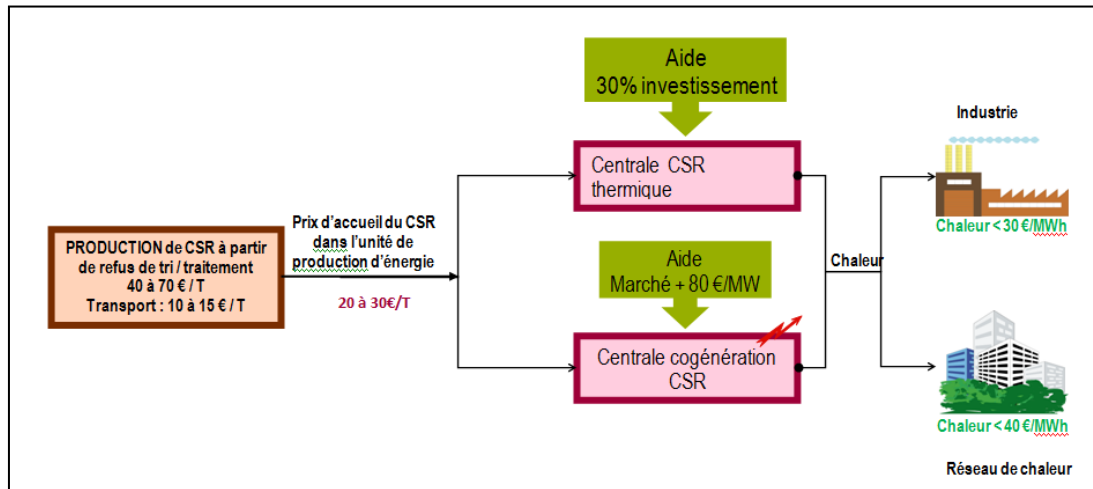 PRODUCTION de CSR à partir
de refus de tri / traitement
40 à 70 € / T
Transport : 10 à 15 € / T
Prix d'accueil du CSR
dans l'unité de
production d'énergie
20 à 30€/T
Aide
30% investissement
Centrale CSR
thermique
Aide
Marché + 80 €/MW
Centrale cogénération
CSR
Chaleur
Industrie
Chaleur < 30 €/MWh
Chaleur < 40 €/MWh
Réseau de chaleur